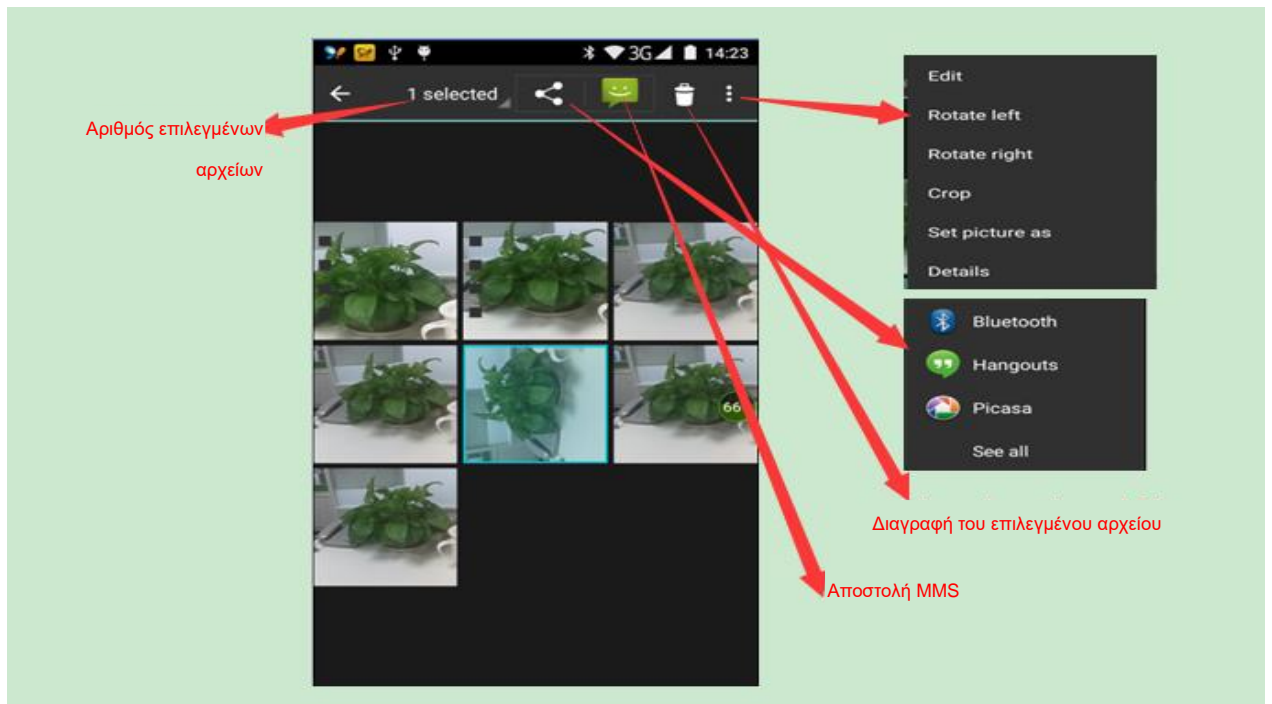 3G 14:23
1 selected
Αριθμός επιλεγμένων
αρχείων
66
Edit
Rotate left
Rotate right
Crop
Set picture as
Details
Bluetooth
Hangouts
Picasa
See all
Διαγραφή του επιλεγμένου αρχείου
Αποστολή MMS